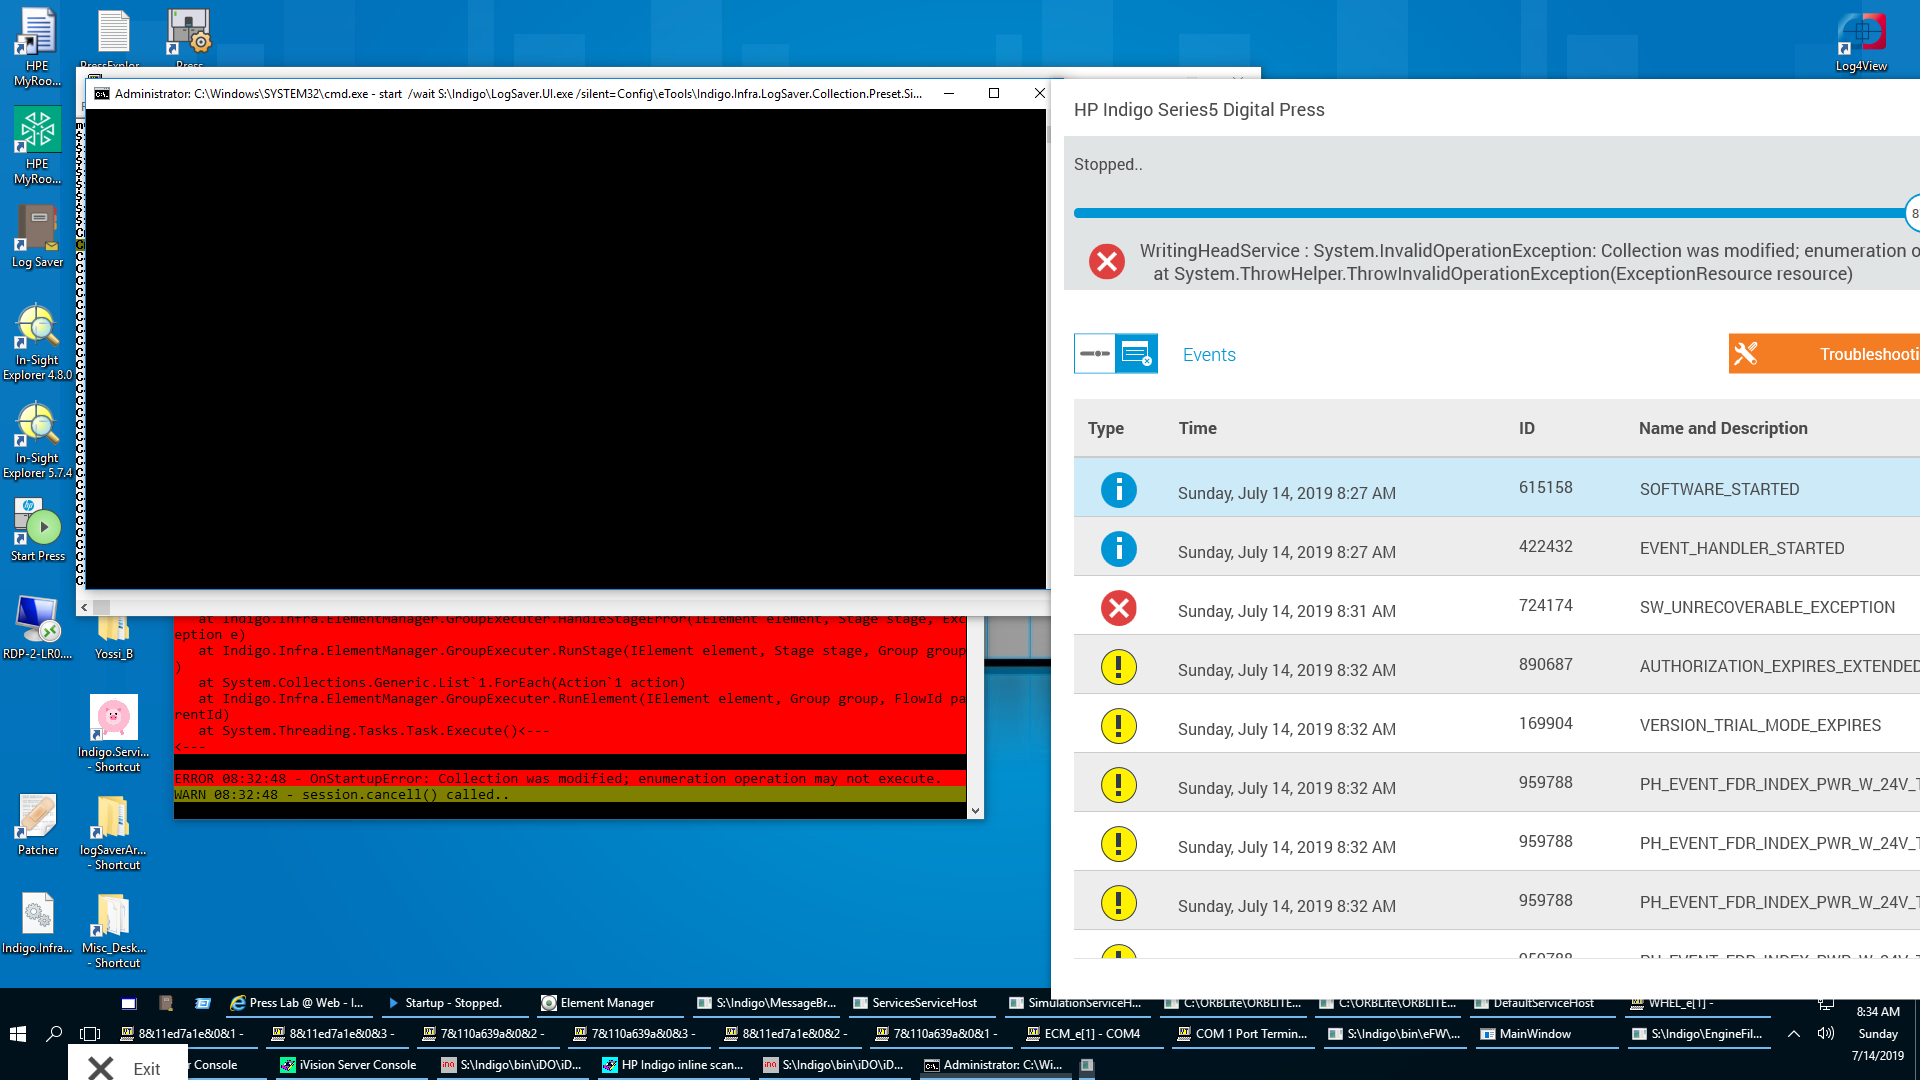 HPE
MyRoo...
PressExplor
Press
Log4View
HPE
MyRoo...
Log Saver
In-Sight
Explorer 4.8.0
In-Sight
Explorer 5.7.4
Start Press
RDP-2-LR0....
Yossi_B
Indigo.Servi...
- Shortcut
Patcher
logSaverAr...
- Shortcut
Indigo.Infra...
Misc_Desk...
- Shortcut
Administrator: C:\Windows\SYSTEM32\cmd.exe - start  /wait S:\Indigo\LogSaver.UI.exe /silent=Config\eTools\Indigo.Infra.LogSaver.Collection.Preset.Si...
at Indigo.Infra.ElementManager.GroupExecuter.HandleStageError(IElement element, Stage stage, Exc
eption e)
at Indigo.Infra.ElementManager.GroupExecuter.RunStage(IElement element, Stage stage, Group group
)
at System.Collections.Generic.List`1.ForEach(Action`1 action)
at Indigo.Infra.ElementManager.GroupExecuter.RunElement(IElement element, Group group, FlowId pa
rentId)
at System.Threading.Tasks.Task.Execute()<---
<---
ERROR 08:32:48 - OnStartupError: Collection was modified; enumeration operation may not execute.
WARN 08:32:48 - session.cancell() called..
HP Indigo Series5 Digital Press
Stopped..
8
WritingHeadService : System.InvalidOperationException: Collection was modified; enumeration o
at System.ThrowHelper.ThrowInvalidOperationException(ExceptionResource resource)
Events
Troubleshooti
Type Time ID Name and Description
Sunday, July 14, 2019 8:27 AM 615158 SOFTWARE_STARTED
Sunday, July 14, 2019 8:27 AM 422432 EVENT_HANDLER_STARTED
Sunday, July 14, 2019 8:31 AM 724174 SW_UNRECOVERABLE_EXCEPTION
Sunday, July 14, 2019 8:32 AM 890687 AUTHORIZATION_EXPIRES_EXTENDED
Sunday, July 14, 2019 8:32 AM 169904 VERSION_TRIAL_MODE_EXPIRES
Sunday, July 14, 2019 8:32 AM 959788 PH_EVENT_FDR_INDEX_PWR_W_24V_T
Sunday, July 14, 2019 8:32 AM 959788 PH_EVENT_FDR_INDEX_PWR_W_24V_T
Sunday, July 14, 2019 8:32 AM 959788 PH_EVENT_FDR_INDEX_PWR_W_24V_T
959788 PH_EVENT_FDR_INDEX_PWR_W_24V_T
Press Lab @ Web - I... Startup - Stopped. Element Manager S:\Indigo\MessageBr... ServicesServiceHost SimulationServiceH... C:\ORBLite\ORBLITE... C:\ORBLite\ORBLITE... DefaultServiceHost WHEL_e[1] -
8&11ed7a1e&0&1 - 8&11ed7a1e&0&3 - 7&110a639a&0&2 - 7&110a639a&0&3 - 8&11ed7a1e&0&2 - 7&110a639a&0&1 - ECM_e[1] - COM4 COM 1 Port Termin... S:\Indigo\bin\eFW/... MainWindow S:\Indigo\EngineFil...
Exit r Console iVision Server Console S:\Indigo\bin\iDO\iD... HP Indigo inline scan... S:\Indigo\bin\iDO\iD... Administrator: C:\Wi...
8:34 AM
Sunday
7/14/2019